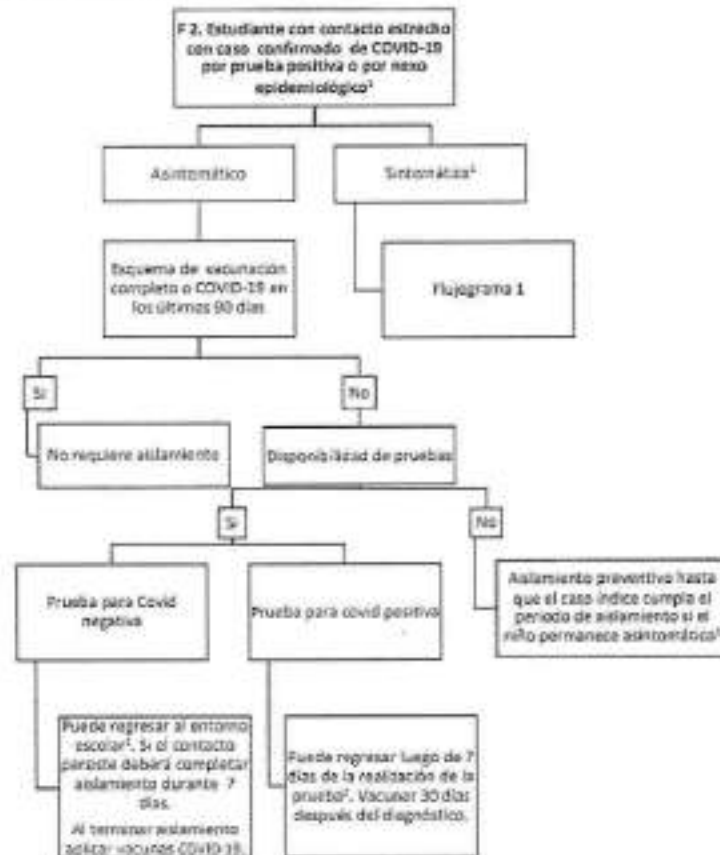 F 2. Estudiante con contacto estrecho
con caso confirmado de COVID-19
por prueba positiva o por nexo
epidemiológico¹
Asintomático
Sintomático²
Esquema de vacunación
completo o COVID-19 en
los últimos 90 días
Flujograma 1
Si
No
No requiere aislamiento
Disponibilidad de pruebas
Si
No
Prueba para Covid
negativa
Prueba para covid positiva
Aislamiento preventivo hasta
que el caso índice cumpla el
periodo de aislamiento si el
niño permanece asintomático
Puede regresar al entorno
escolar². Si el contacto
persiste deberá completar
aislamiento durante 7
días.
Al terminar aislamiento
aplicar vacunas COVID 19.
Puede regresar luego de 7
días de la realización de la
prueba². Vacunar 30 días
después del diagnóstico.